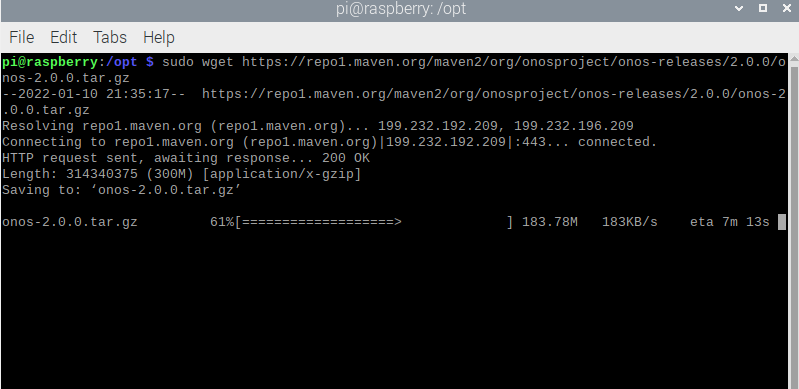 pi@raspberry: /opt
File Edit Tabs Help
pi@raspberry:/opt $ sudo wget https://repo1.maven.org/maven2/org/onosproject/onos-releases/2.0.0/o
nos-2.0.0.tar.gz
--2022-01-10 21:35:17--  https://repo1.maven.org/maven2/org/onosproject/onos-releases/2.0.0/onos-2
.0.0.tar.gz
Resolving repo1.maven.org (repo1.maven.org)... 199.232.192.209, 199.232.196.209
Connecting to repo1.maven.org (repo1.maven.org)|199.232.192.209|:443... connected.
HTTP request sent, awaiting response... 200 OK
Length: 314340375 (300M) [application/x-gzip]
Saving to: ‘onos-2.0.0.tar.gz’
onos-2.0.0.tar.gz         61%[===================>             ] 183.78M   183KB/s    eta 7m 13s